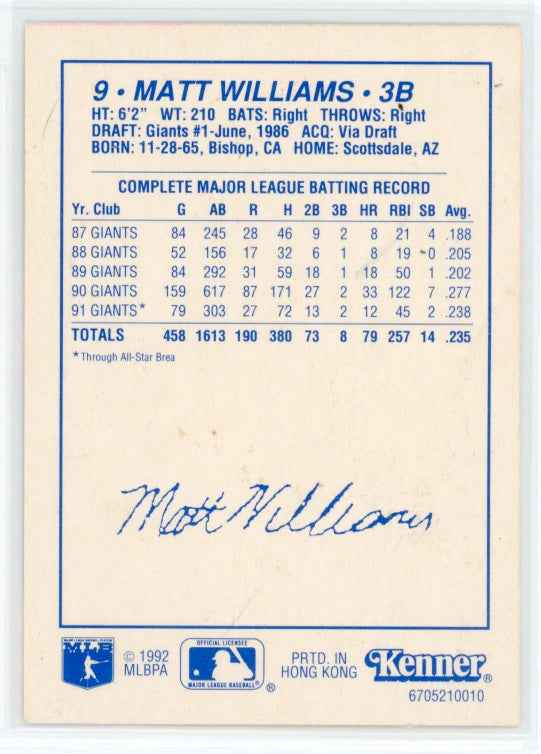 9 • MATT WILLIAMS • 3B
HT: 6'2" WT: 210 BATS: Right THROWS: Right
DRAFT: Giants #1-June, 1986 ACQ: Via Draft
BORN: 11-28-65, Bishop, CA HOME: Scottsdale, AZ
COMPLETE MAJOR LEAGUE BATTING RECORD
Yr. Club G AB R H 2B 3B HR RBI SB Avg.
87 GIANTS 84 245 28 46 9 2 8 21 4 .188
88 GIANTS 52 156 17 32 6 1 8 19 0 .205
89 GIANTS 84 292 31 59 18 1 18 50 1 .202
90 GIANTS 159 617 87 171 27 2 33 122 7 .277
91 GIANTS* 79 303 27 72 13 2 12 45 2 .238
TOTALS 458 1613 190 380 73 8 79 257 14 .235
*Through All-Star Brea
Matt Williams
MLB
© 1992
MLBPA
OFFICIAL LICENSEE
MAJOR LEAGUE BASEBALL®
PRTD. IN
HONG KONG
Kenner®
6705210010